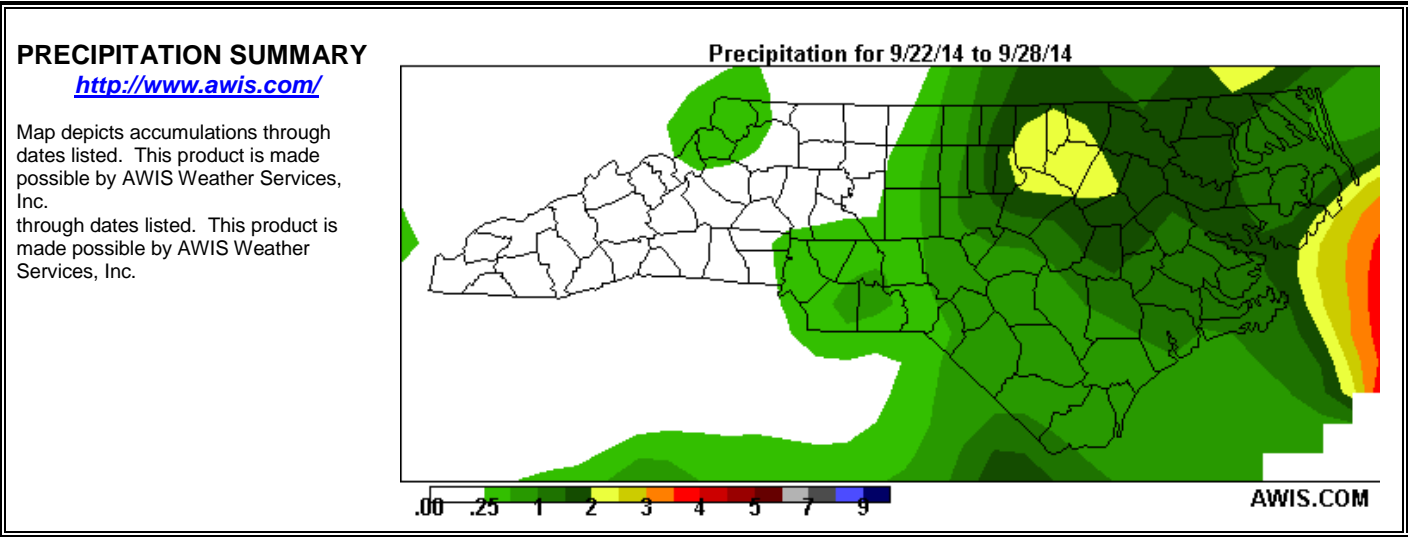 PRECIPITATION SUMMARY
http://www.awis.com/
Map depicts accumulations through
dates listed. This product is made
possible by AWIS Weather Services,
Inc.
through dates listed. This product is
made possible by AWIS Weather
Services, Inc.
Precipitation for 9/22/14 to 9/28/14
.00 .25 1 2 3 4 5 7 9
AWIS.COM